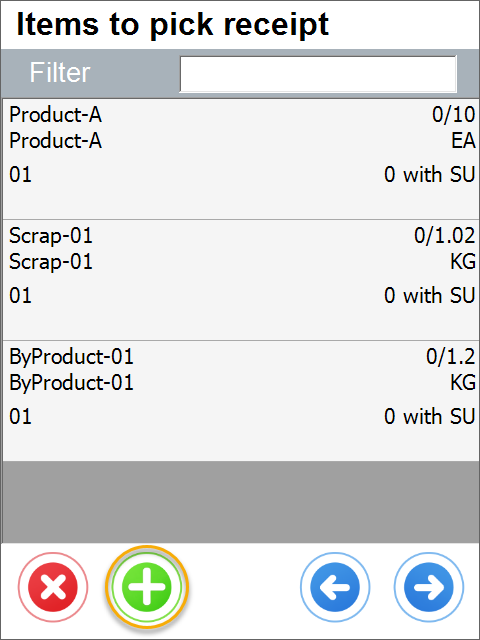 Items to pick receipt
Filter
Product-A 0/10
Product-A EA
01 0 with SU
Scrap-01 0/1.02
Scrap-01 KG
01 0 with SU
ByProduct-01 0/1.2
ByProduct-01 KG
01 0 with SU